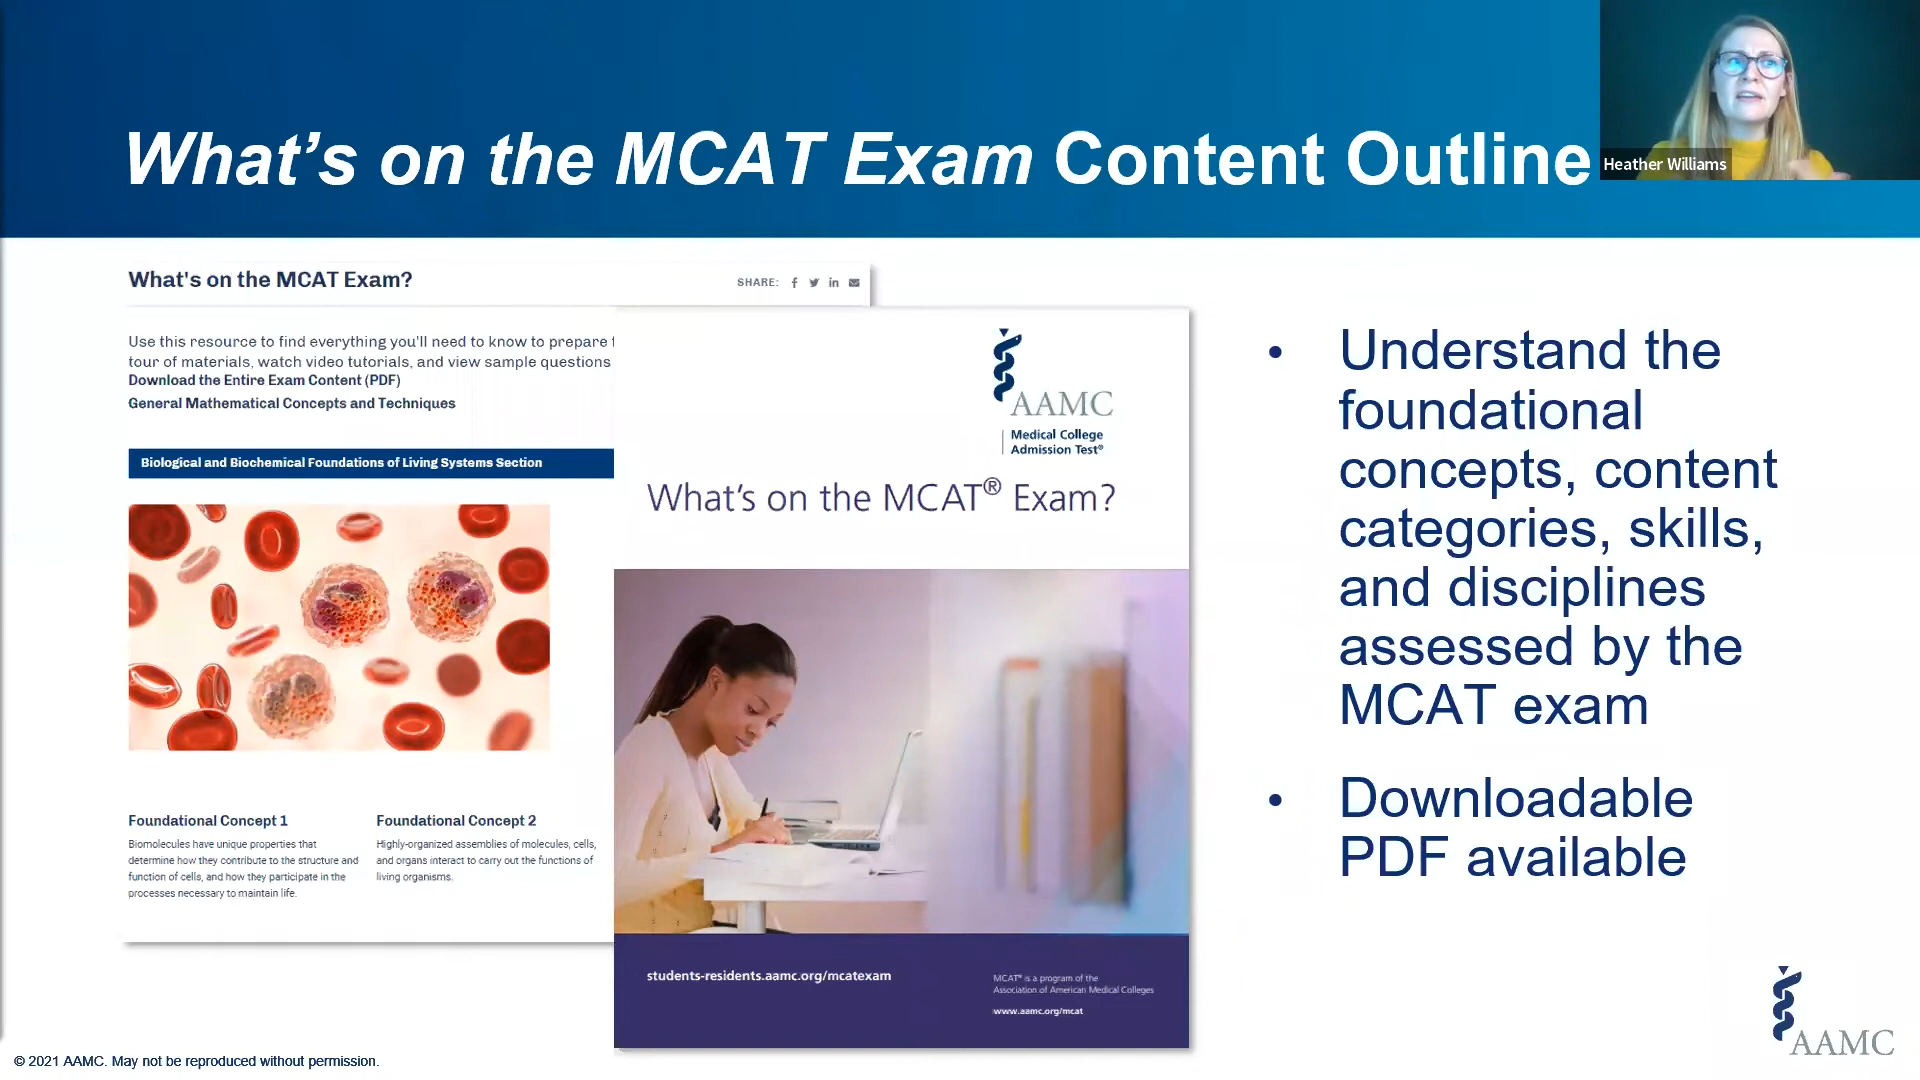 What's on the MCAT Exam Content Outline
Heather Williams
What's on the MCAT Exam?
SHARE:
Use this resource to find everything you'll need to know to prepare
tour of materials, watch video tutorials, and view sample questions
Download the Entire Exam Content (PDF)
General Mathematical Concepts and Techniques
Biological and Biochemical Foundations of Living Systems Section
Foundational Concept 1
Biomolecules have unique properties that
determine how they contribute to the structure and
function of cells, and how they participate in the
processes necessary to maintain life.
Foundational Concept 2
Highly-organized assemblies of molecules, cells,
and organs interact to carry out the functions of
living organisms.
AAMC
Medical College
Admission Test®
What's on the MCAT® Exam?
students-residents.aamc.org/mcatexam
MCAT® is a program of the
Association of American Medical Colleges
www.aamc.org/mcat
• Understand the
foundational
concepts, content
categories, skills,
and disciplines
assessed by the
MCAT exam
• Downloadable
PDF available
AAMC
© 2021 AAMC. May not be reproduced without permission.